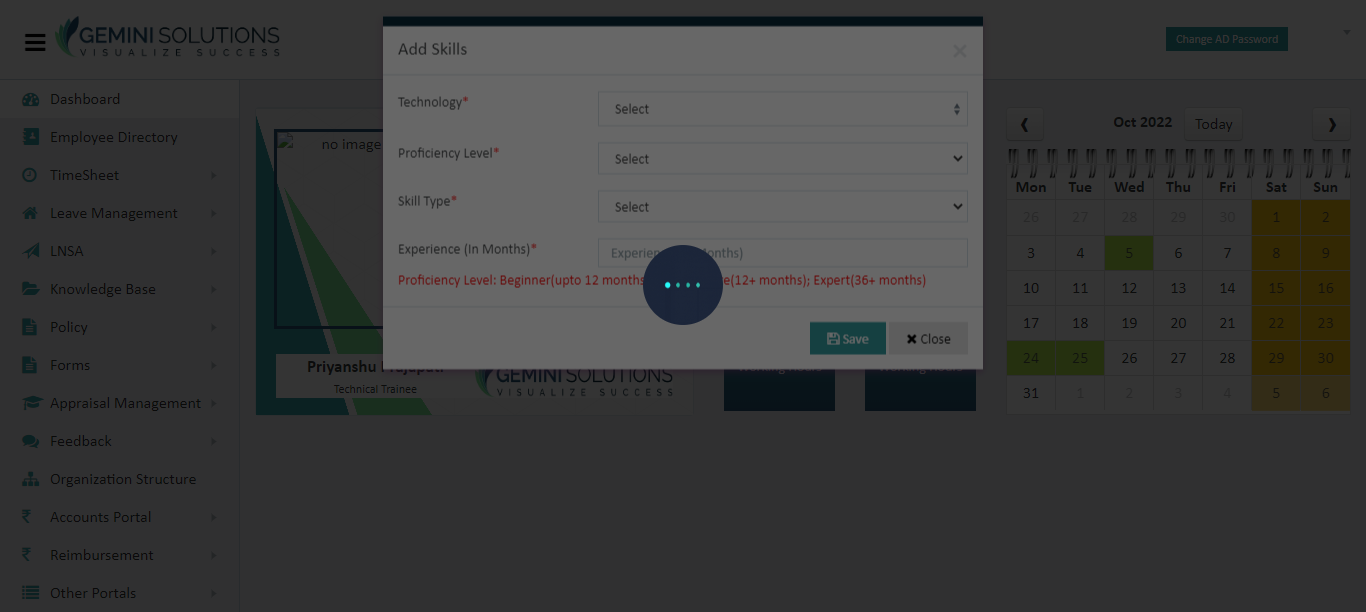 GEMINI SOLUTIONS
VISUALIZE SUCCESS
Change AD Password
Dashboard
Employee Directory
TimeSheet
Leave Management
LNSA
Knowledge Base
Policy
Forms
Appraisal Management
Feedback
Organization Structure
Accounts Portal
Reimbursement
Other Portals
no image
Priyanshu
Technical Trainee
GEMINI SOLUTIONS
VISUALIZE SUCCESS
Add Skills
×
Technology*
Select
Proficiency Level*
Select
Skill Type*
Select
Experience (In Months)*
Proficiency Level: Beginner(upto 12 months (12+ months); Expert(36+ months)
Save
Close
Oct 2022
Today
Mon Tue Wed Thu Fri Sat Sun
26 27 28 29 30 1 2
3 4 5 6 7 8 9
10 11 12 13 14 15 16
17 18 19 20 21 22 23
24 25 26 27 28 29 30
31 1 2 3 4 5 6